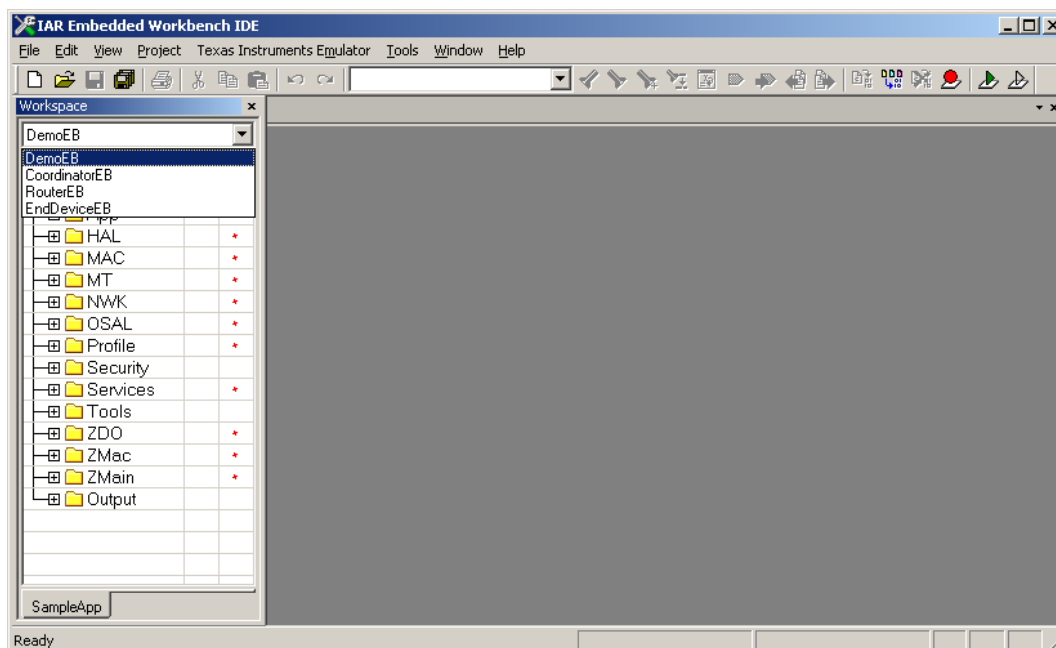 IAR Embedded Workbench IDE
File Edit View Project Texas Instruments Emulator Tools Window Help
Workspace
DemoEB
DemoEB
CoordinatorEB
RouterEB
EndDeviceEB
App
HAL
MAC
MT
NWK
OSAL
Profile
Security
Services
Tools
ZDO
ZMac
ZMain
Output
SampleApp
Ready